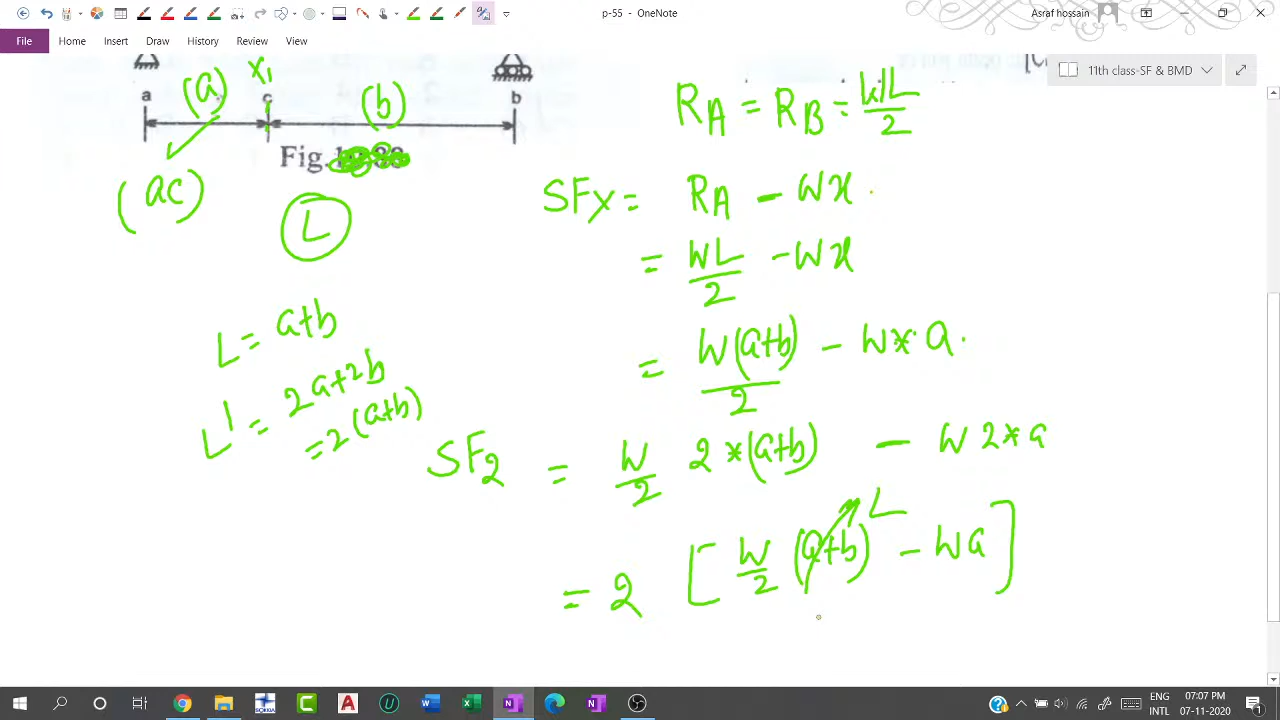 p-55 - OneNote
Asraf hossain
File Home Insert Draw History Review View
11th class-SF & BMD
(a) x1 (b)
a c b
Fig.
(ac)
L
RA = RB = WL/2
SFx = RA - Wx
= WL/2 - Wx
L = a+b
= W(a+b)/2 - W*a.
L' = 2a+2b
= 2(a+b)
SF2 = W/2 2*(a+b) - W 2*a
= 2 [W/2 (a+b) L - Wa]
ENG 07:07 PM
INTL 07-11-2020